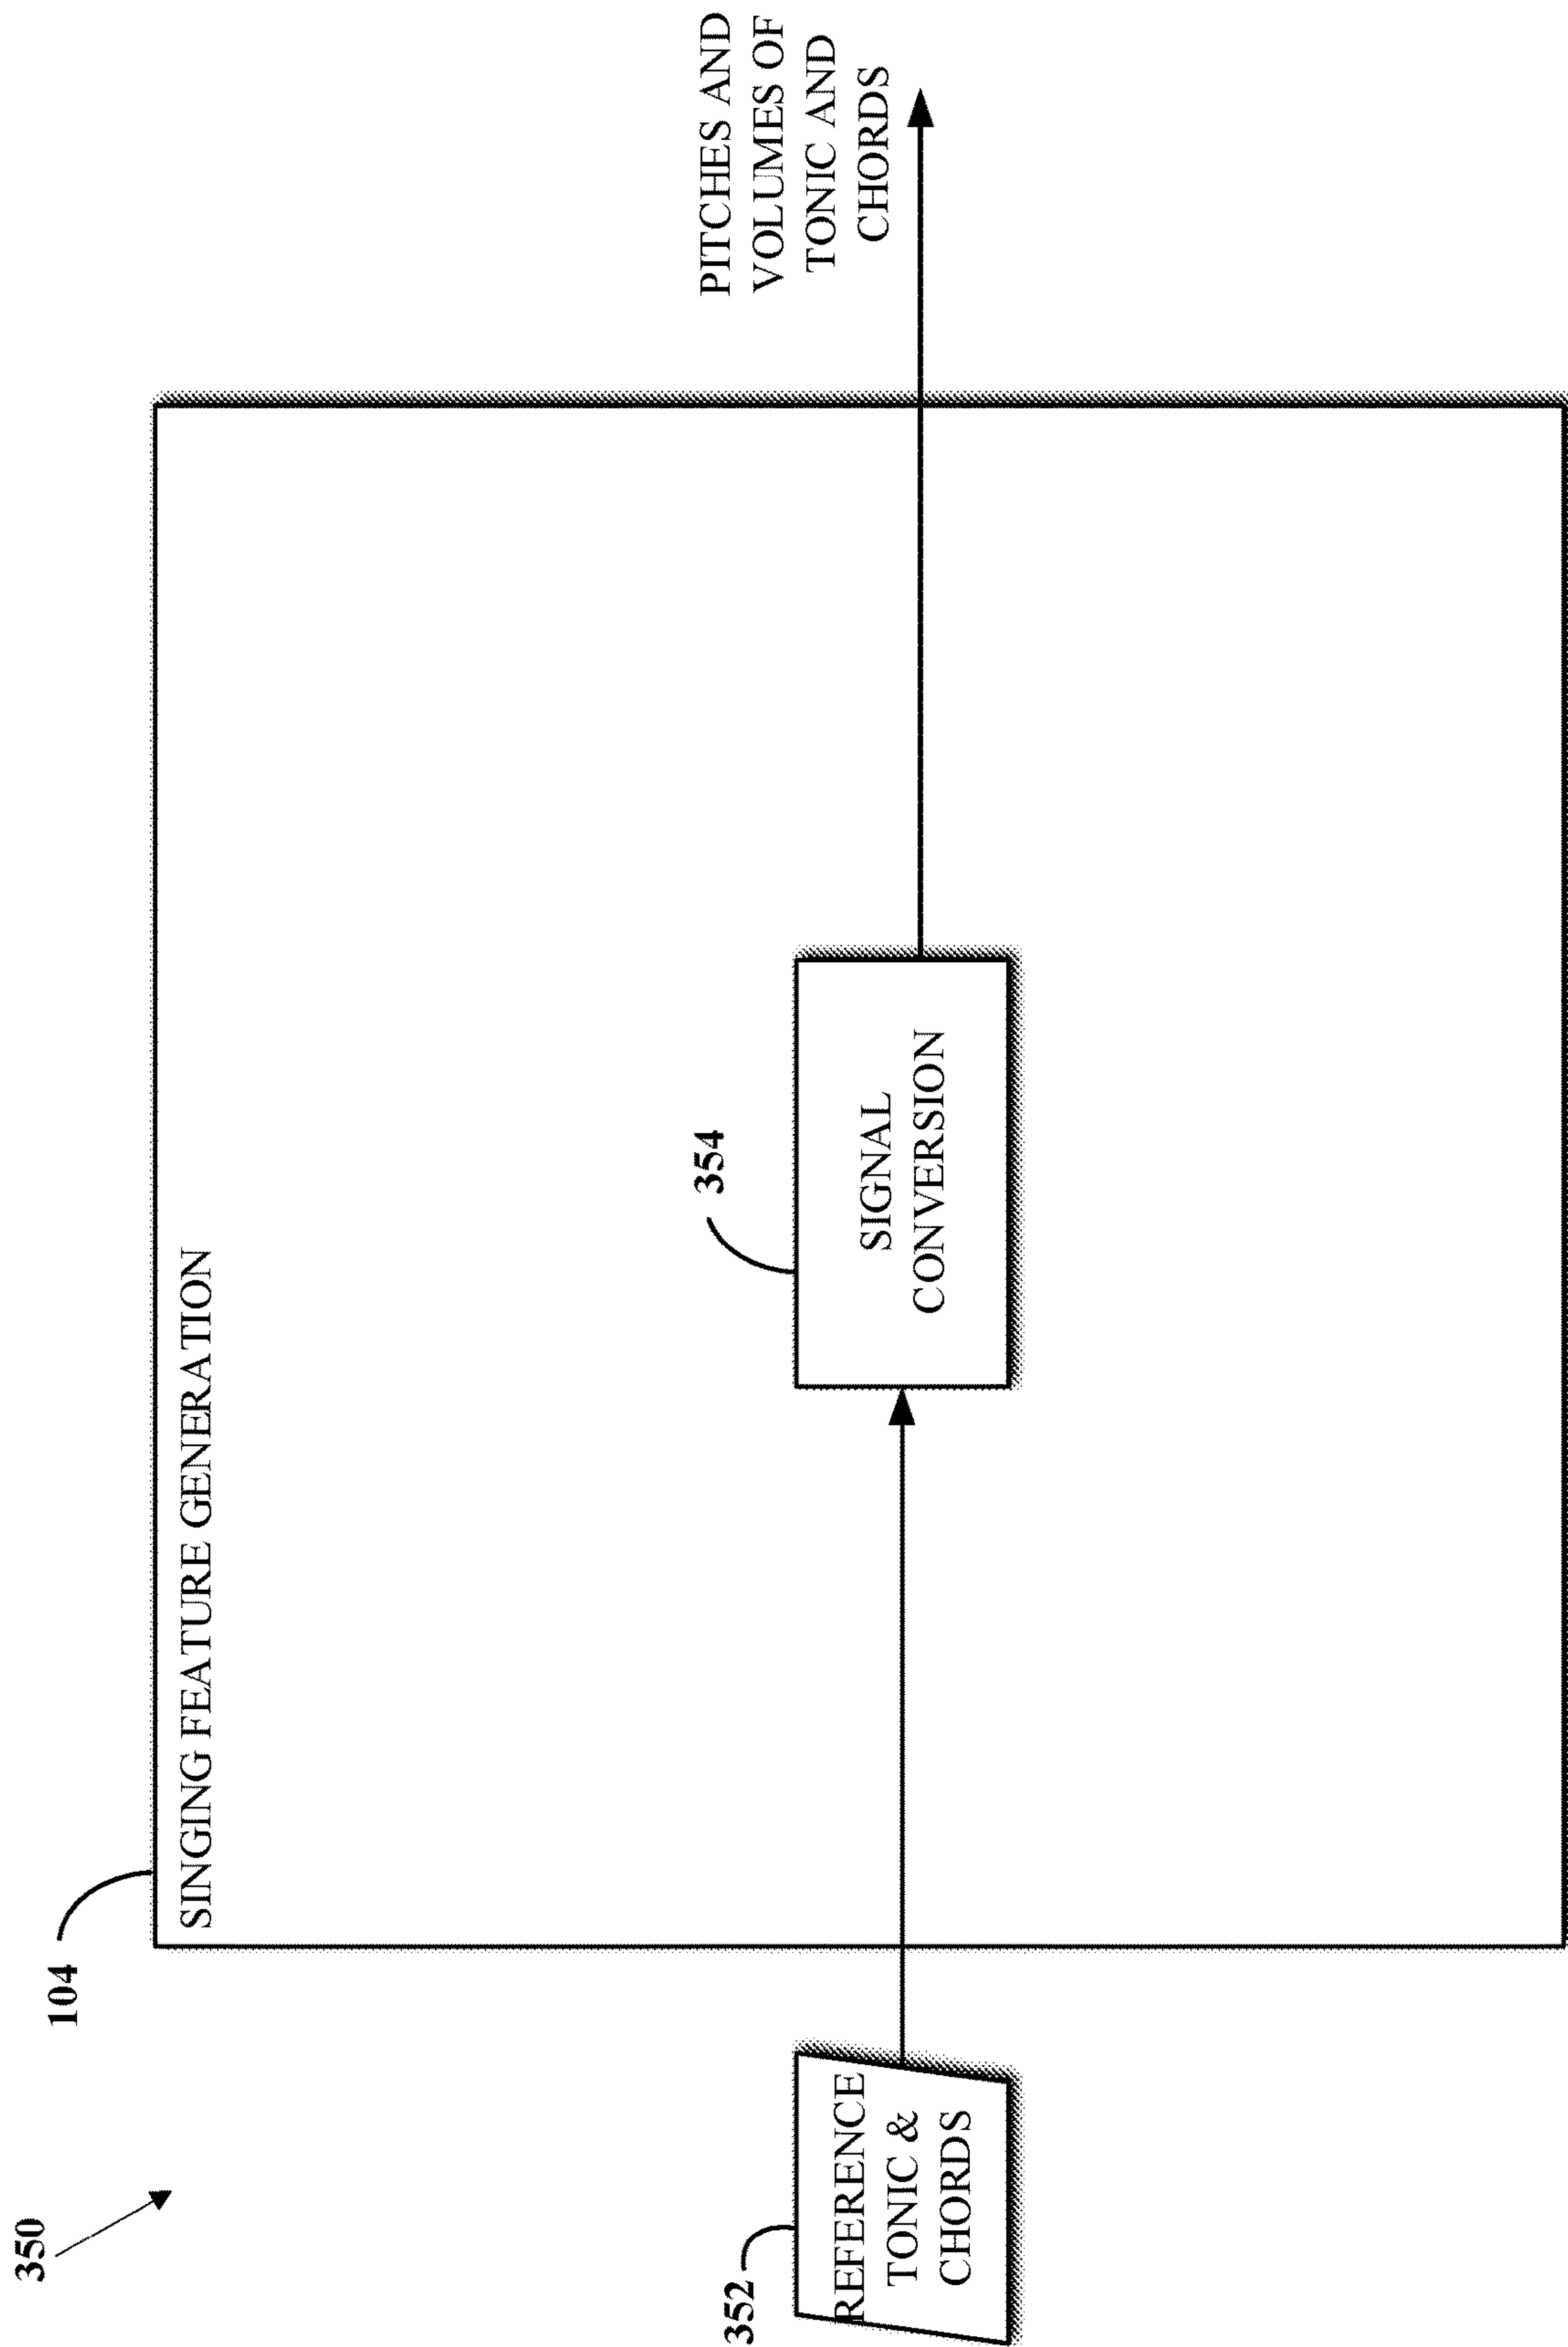 350
104
SINGING FEATURE GENERATION
352
REFERENCE
TONIC &
CHORDS
354
SIGNAL
CONVERSION
PITCHES AND
VOLUMES OF
TONIC AND
CHORDS